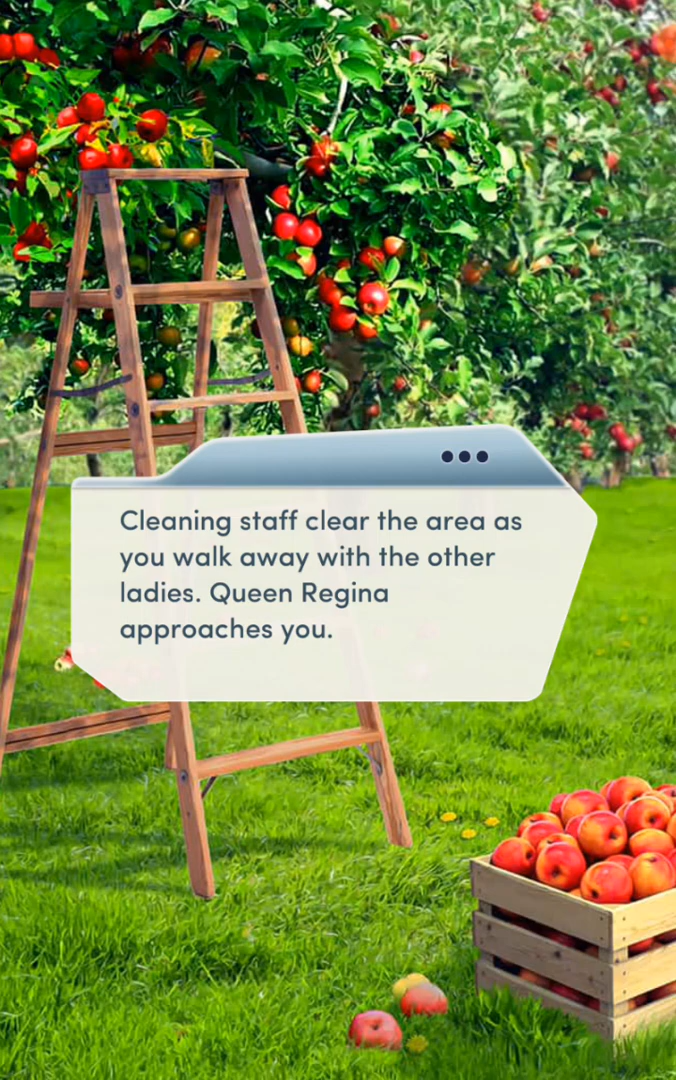 Cleaning staff clear the area as
you walk away with the other
ladies. Queen Regina
approaches you.